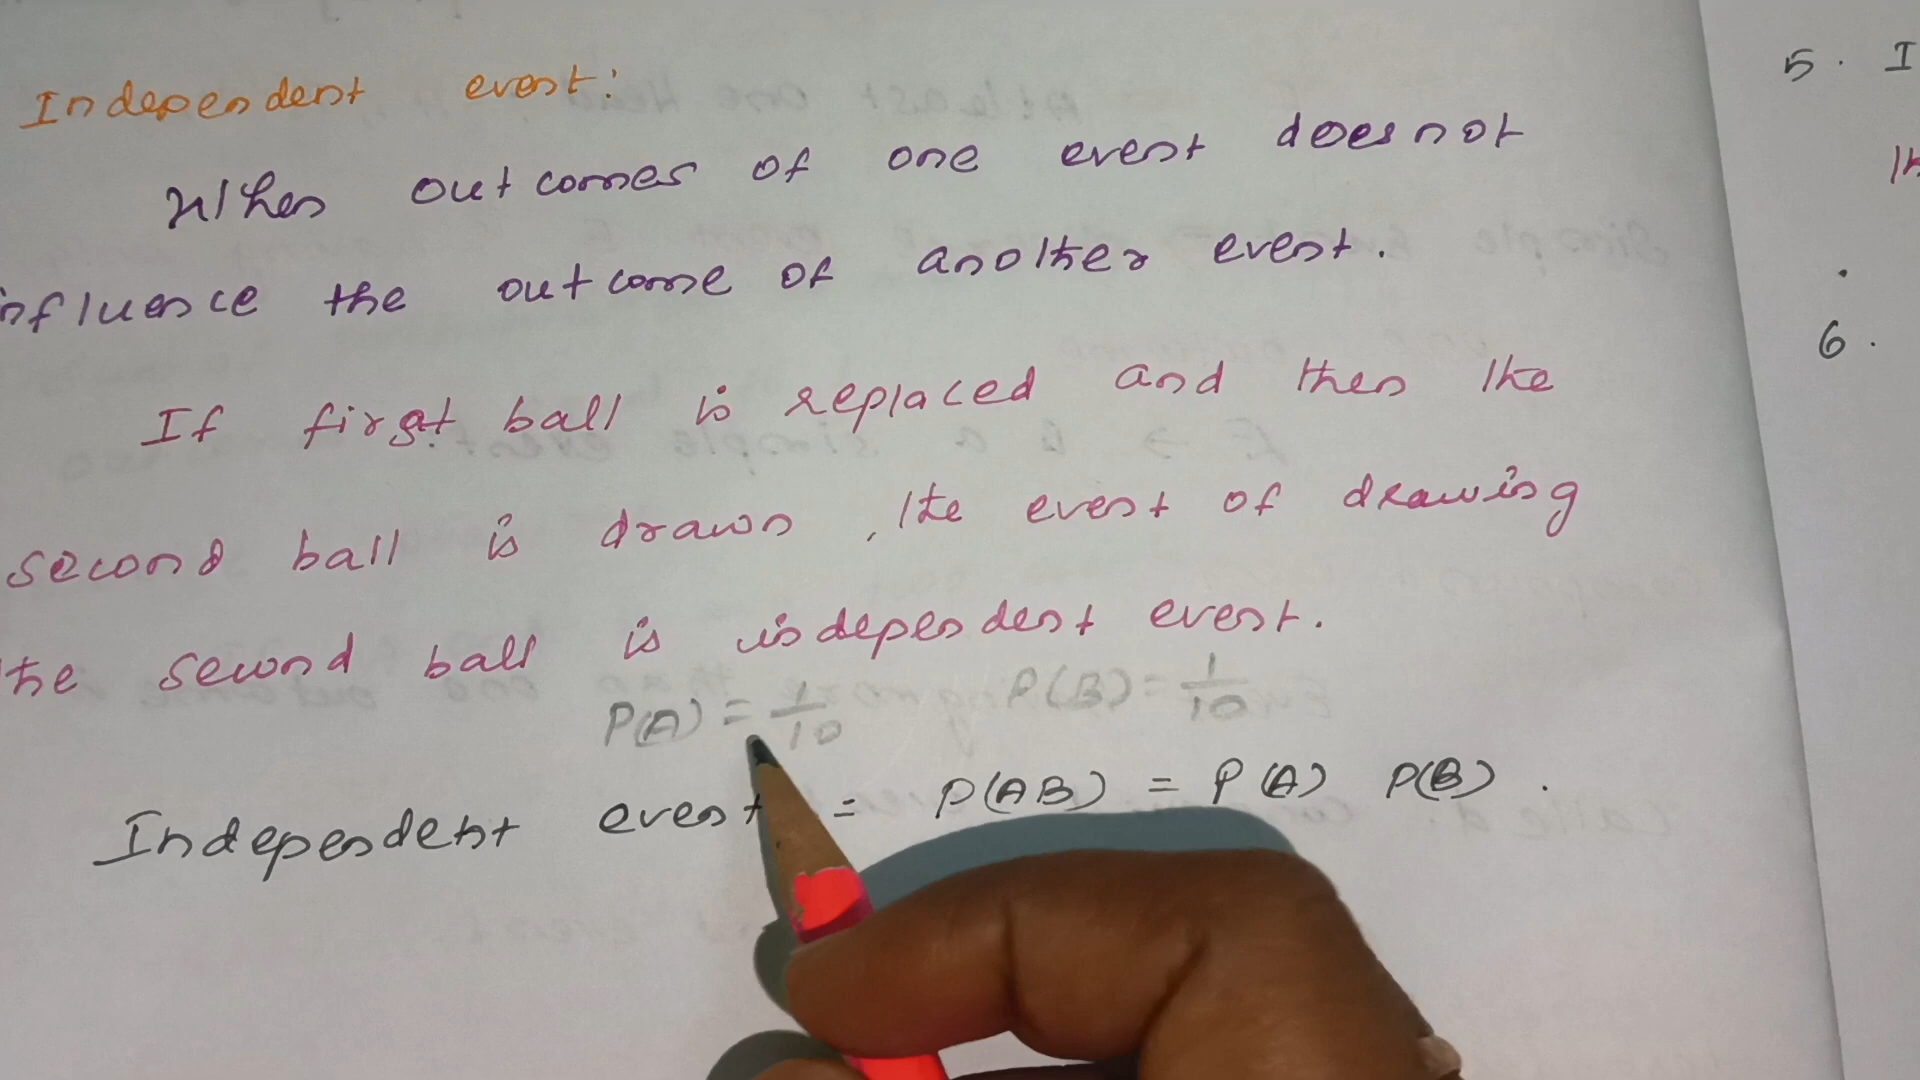 Independent event:
When outcomes of one event does not
influence the outcome of another event.
If first ball is replaced and then the
second ball is drawn, the event of drawing
the second ball is independent event.
P(A) = 1/10 P(B) = 1/10
Independent event = P(AB) = P(A) P(B).
5. I
6.